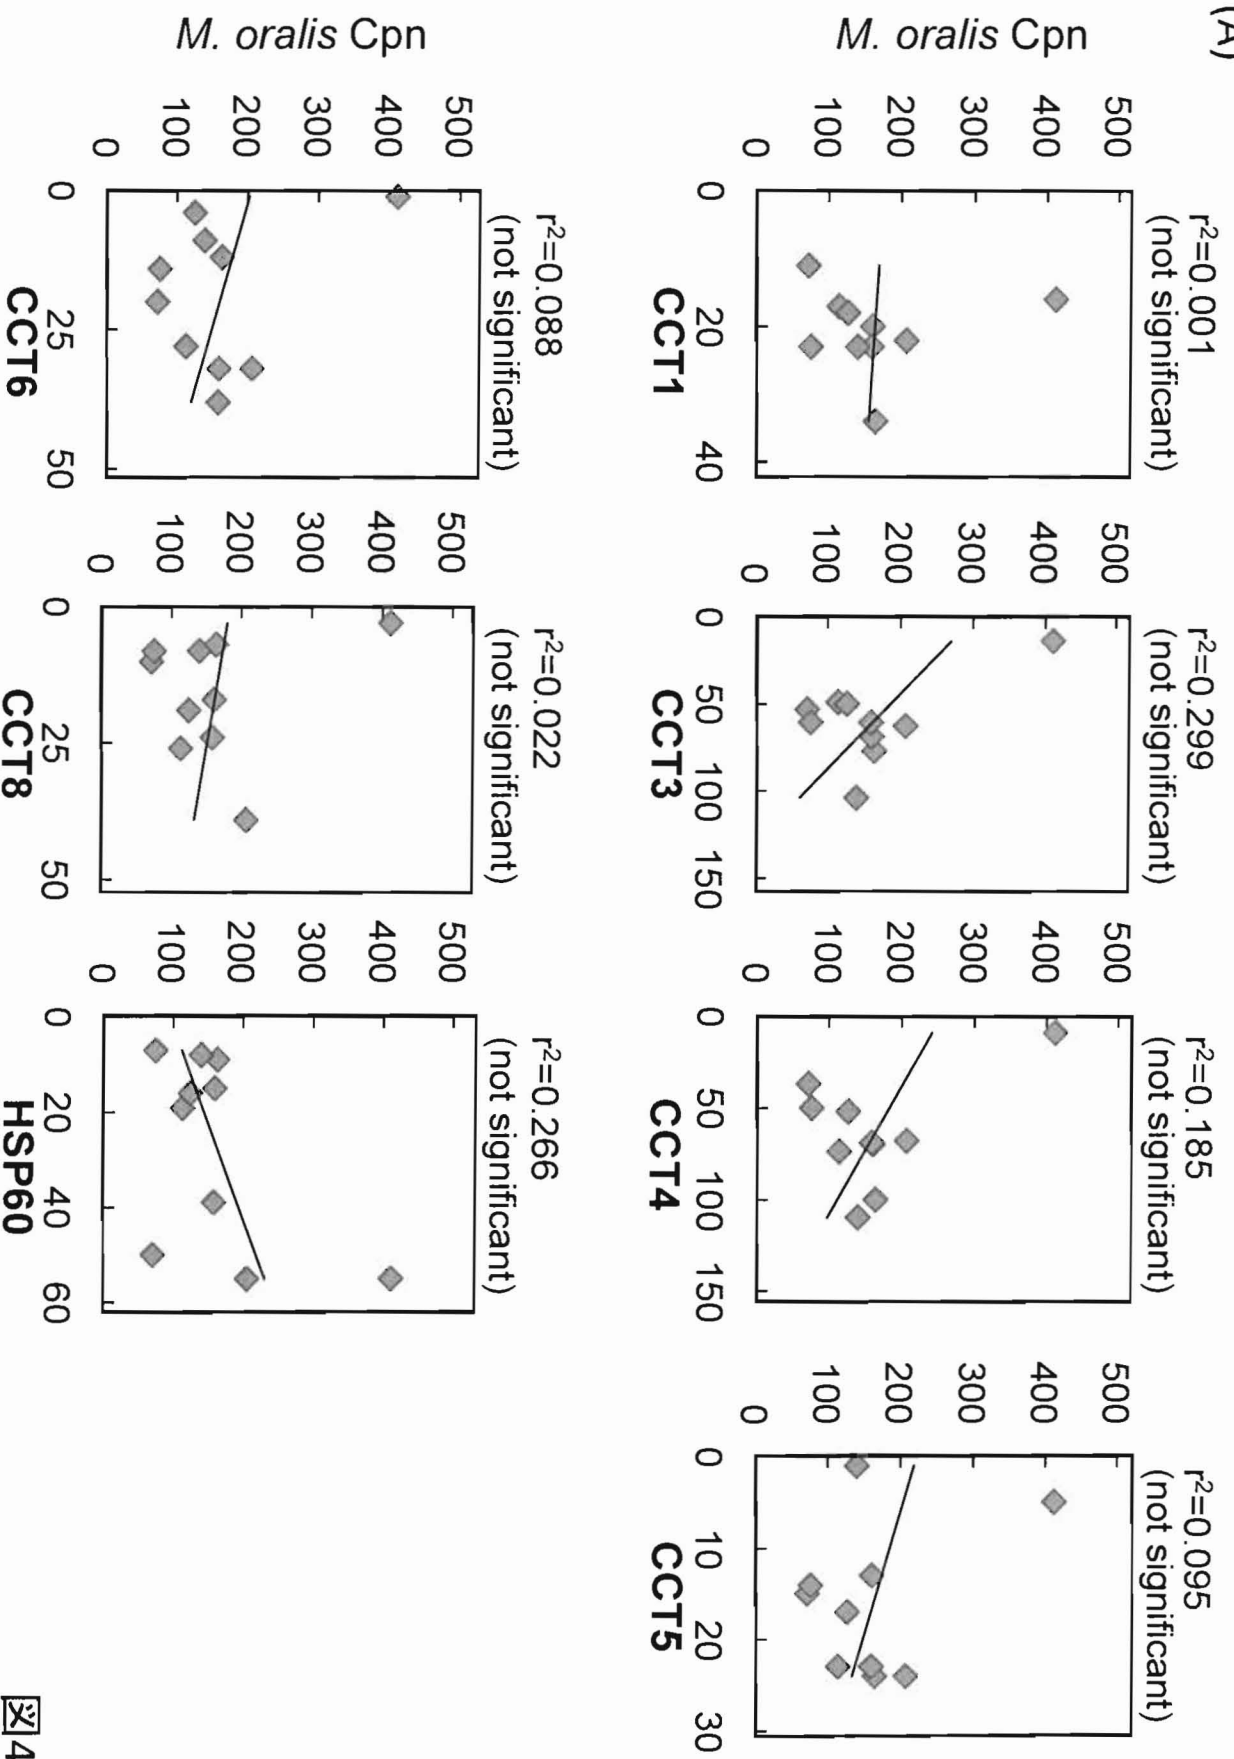 (A)
M. oralis Cpn
r²=0.001
(not significant)
500
400
300
200
100
0
0
20
40
CCT1
r²=0.299
(not significant)
500
400
300
200
100
0
0
50
100
150
CCT3
r²=0.185
(not significant)
500
400
300
200
100
0
0
50
100
150
CCT4
r²=0.095
(not significant)
500
400
300
200
100
0
0
10
20
30
CCT5
M. oralis Cpn
r²=0.088
(not significant)
500
400
300
200
100
0
0
25
50
CCT6
r²=0.022
(not significant)
500
400
300
200
100
0
0
25
50
CCT8
r²=0.266
(not significant)
500
400
300
200
100
0
0
20
40
60
HSP60
図4